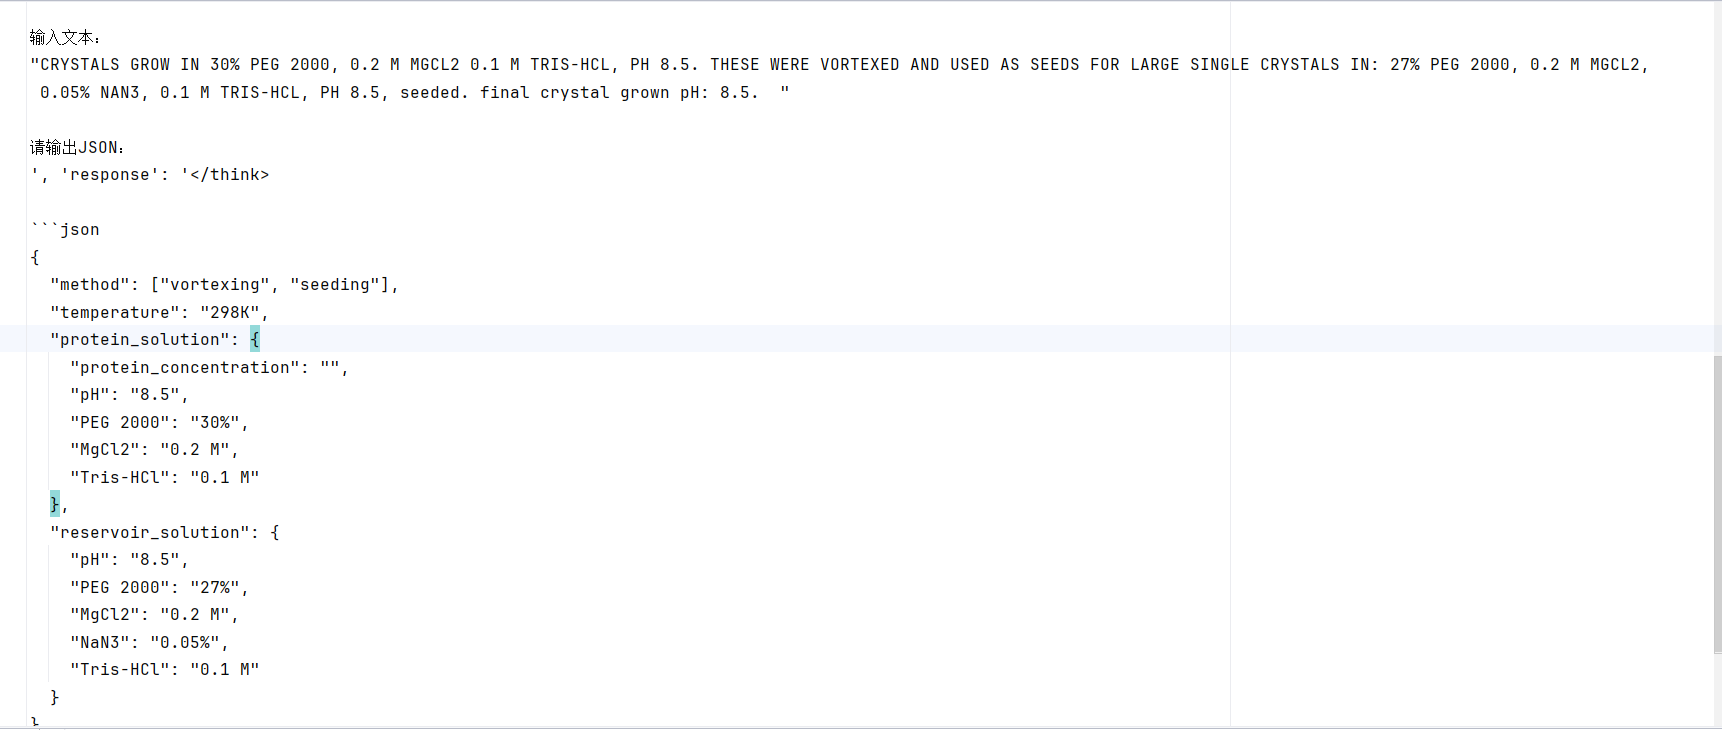 输入文本：
"CRYSTALS GROW IN 30% PEG 2000, 0.2 M MGCL2 0.1 M TRIS-HCL, PH 8.5. THESE WERE VORTEXED AND USED AS SEEDS FOR LARGE SINGLE CRYSTALS IN: 27% PEG 2000, 0.2 M MGCL2,
0.05% NAN3, 0.1 M TRIS-HCL, PH 8.5, seeded. final crystal grown pH: 8.5.  "
请输出JSON：
', 'response': '</think>
```json
{
  "method": ["vortexing", "seeding"],
  "temperature": "298K",
  "protein_solution": {
    "protein_concentration": "",
    "pH": "8.5",
    "PEG 2000": "30%",
    "MgCl2": "0.2 M",
    "Tris-HCl": "0.1 M"
  },
  "reservoir_solution": {
    "pH": "8.5",
    "PEG 2000": "27%",
    "MgCl2": "0.2 M",
    "NaN3": "0.05%",
    "Tris-HCl": "0.1 M"
  }
}